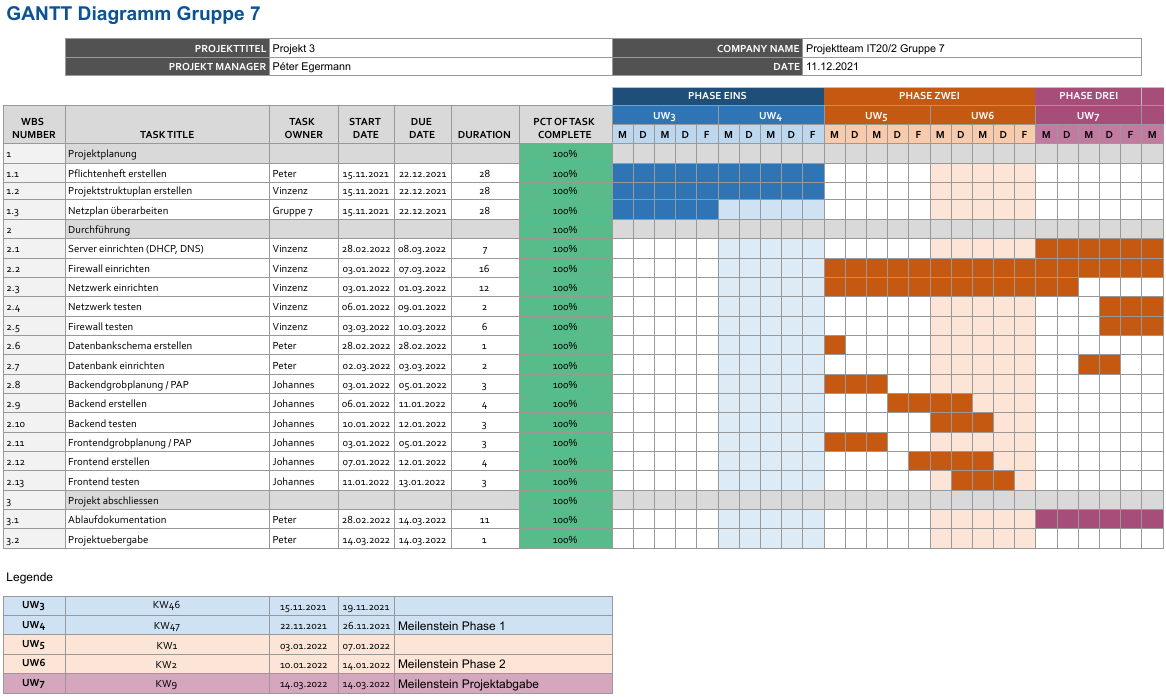 GANTT Diagramm Gruppe 7
PROJEKTTITEL Projekt 3 COMPANY NAME Projektteam IT20/2 Gruppe 7
PROJEKT MANAGER Péter Egermann DATE 11.12.2021
PHASE EINS PHASE ZWEI PHASE DREI
UW3 UW4 UW5 UW6 UW7
WBS NUMBER TASK TITLE TASK OWNER START DATE DUE DATE DURATION PCT OF TASK COMPLETE M D M D F M D M D F M D M D F M D M D F M D M D F M
1 Projektplanung 100%
1.1 Pflichtenheft erstellen Peter 15.11.2021 22.12.2021 28 100%
1.2 Projektstruktuplan erstellen Vinzenz 15.11.2021 22.12.2021 28 100%
1.3 Netzplan überarbeiten Gruppe 7 15.11.2021 22.12.2021 28 100%
2 Durchführung 100%
2.1 Server einrichten (DHCP, DNS) Vinzenz 28.02.2022 08.03.2022 7 100%
2.2 Firewall einrichten Vinzenz 03.01.2022 07.03.2022 16 100%
2.3 Netzwerk einrichten Vinzenz 03.01.2022 01.03.2022 12 100%
2.4 Netzwerk testen Vinzenz 06.01.2022 09.01.2022 2 100%
2.5 Firewall testen Vinzenz 03.03.2022 10.03.2022 6 100%
2.6 Datenbankschema erstellen Peter 28.02.2022 28.02.2022 1 100%
2.7 Datenbank einrichten Peter 02.03.2022 03.03.2022 2 100%
2.8 Backendgrobplanung / PAP Johannes 03.01.2022 05.01.2022 3 100%
2.9 Backend erstellen Johannes 06.01.2022 11.01.2022 4 100%
2.10 Backend testen Johannes 10.01.2022 12.01.2022 3 100%
2.11 Frontendgrobplanung / PAP Johannes 03.01.2022 05.01.2022 3 100%
2.12 Frontend erstellen Johannes 07.01.2022 12.01.2022 4 100%
2.13 Frontend testen Johannes 11.01.2022 13.01.2022 3 100%
3 Projekt abschliessen 100%
3.1 Ablaufdokumentation Peter 28.02.2022 14.03.2022 11 100%
3.2 Projektuebergabe Peter 14.03.2022 14.03.2022 1 100%
Legende
UW3 KW46 15.11.2021 19.11.2021
UW4 KW47 22.11.2021 26.11.2021 Meilenstein Phase 1
UW5 KW1 03.01.2022 07.01.2022
UW6 KW2 10.01.2022 14.01.2022 Meilenstein Phase 2
UW7 KW9 14.03.2022 14.03.2022 Meilenstein Projektabgabe